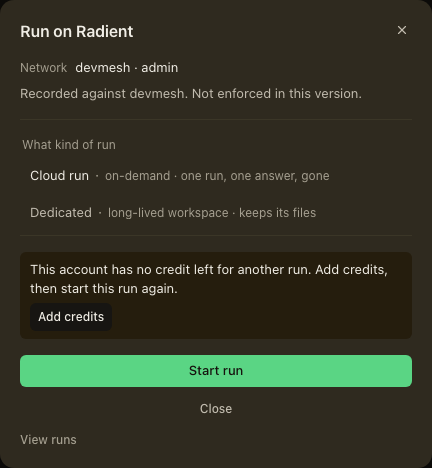 Run on Radient
Network devmesh · admin
Recorded against devmesh. Not enforced in this version.
What kind of run
Cloud run · on-demand · one run, one answer, gone
Dedicated · long-lived workspace · keeps its files
This account has no credit left for another run. Add credits,
then start this run again.
Add credits
Start run
Close
View runs